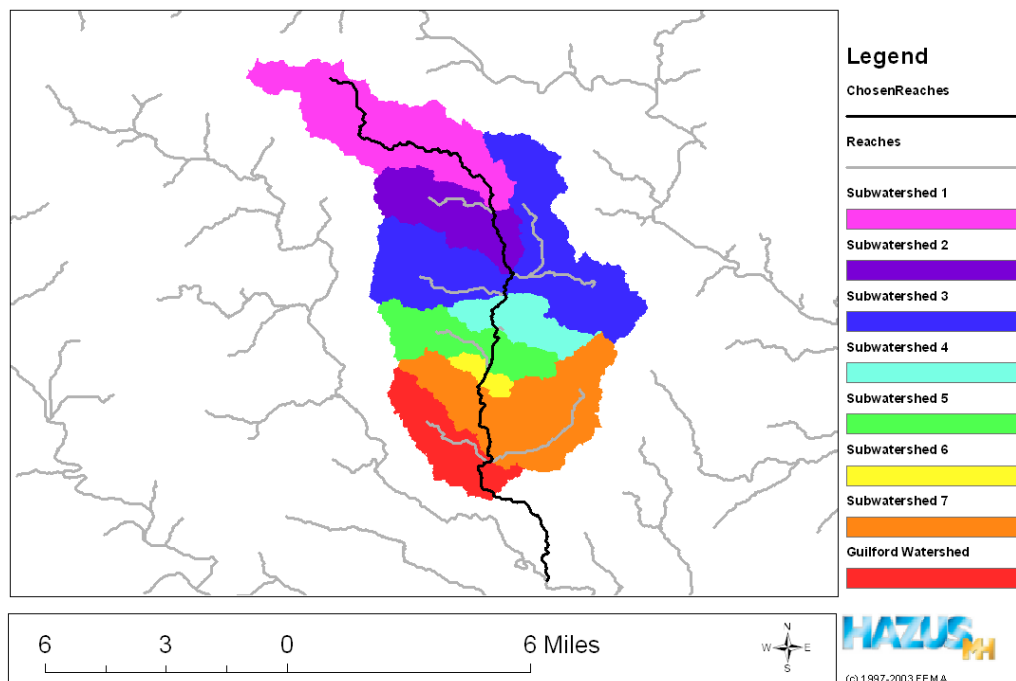 Legend
ChosenReaches
Reaches
Subwatershed 1
Subwatershed 2
Subwatershed 3
Subwatershed 4
Subwatershed 5
Subwatershed 6
Subwatershed 7
Guilford Watershed
6 3 0 6 Miles
N
W E
S
HAZUS MH
(c) 1997-2003 FEMA